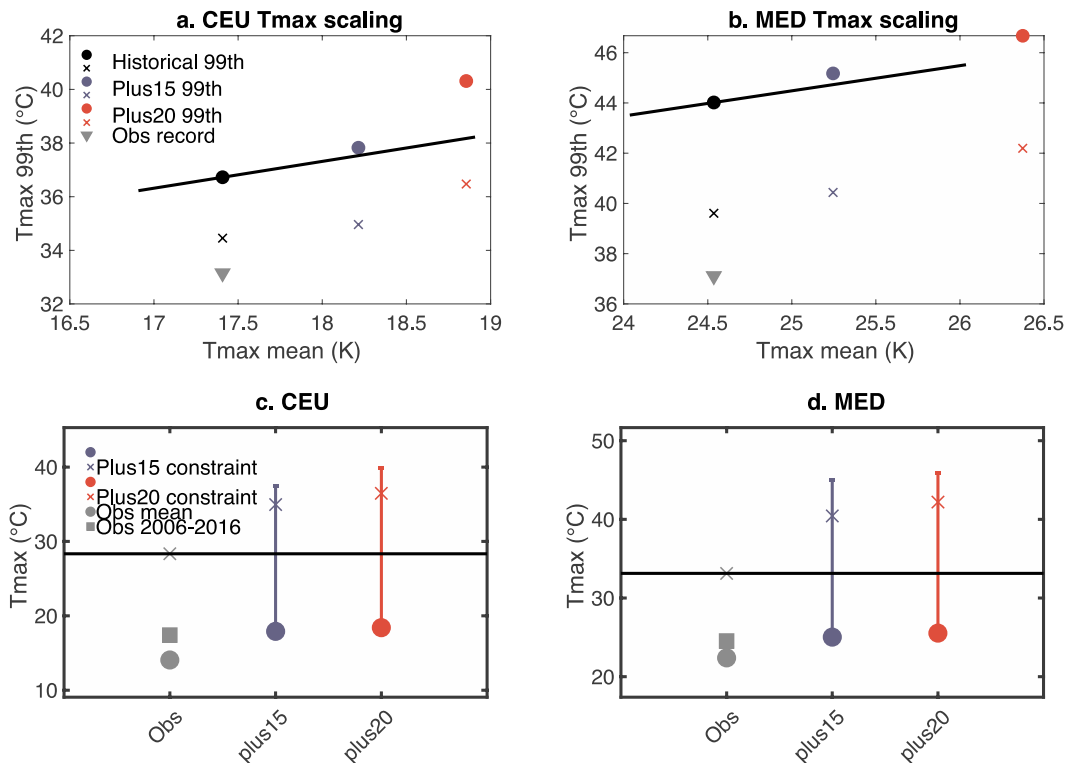 a. CEU Tmax scaling
42
40
38
36
34
32
Tmax 99th (°C)
Historical 99th
Plus15 99th
Plus20 99th
Obs record
16.5 17 17.5 18 18.5 19
Tmax mean (K)
b. MED Tmax scaling
46
44
42
40
38
36
Tmax 99th (°C)
24 24.5 25 25.5 26 26.5
Tmax mean (K)
c. CEU
40
30
20
10
Tmax (°C)
Plus15 constraint
Plus20 constraint
Obs mean
Obs 2006-2016
Obs plus15 plus20
d. MED
50
40
30
20
Tmax (°C)
Obs plus15 plus20